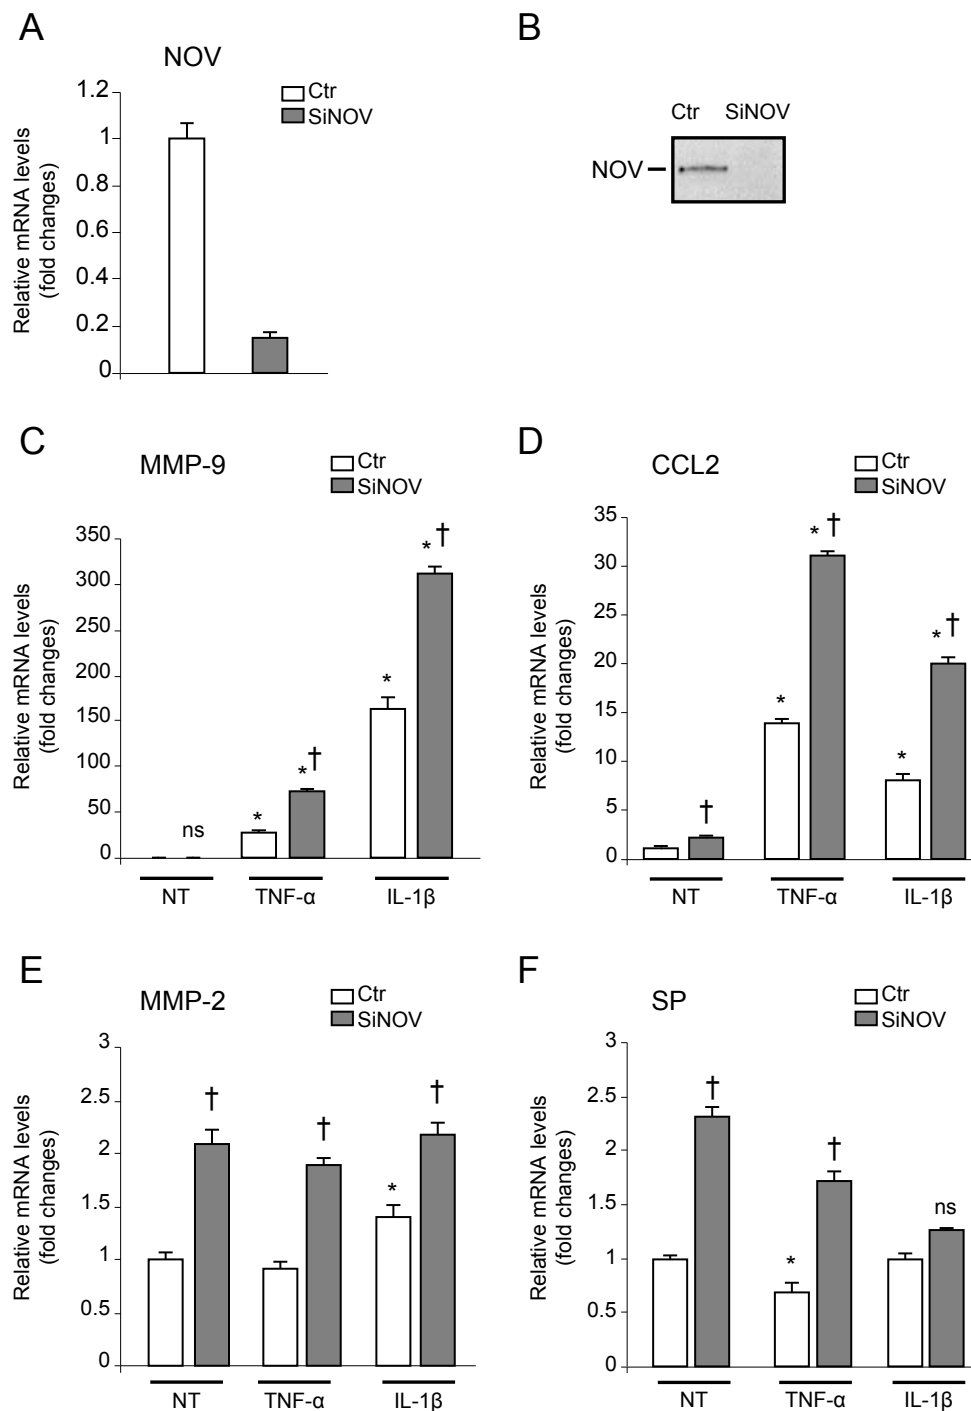 A
NOV
Ctr
SiNOV
Relative mRNA levels
(fold changes)
1.2
1
0.8
0.6
0.4
0.2
0
B
Ctr SiNOV
NOV
C
MMP-9
Ctr
SiNOV
Relative mRNA levels
(fold changes)
350
300
250
200
150
100
50
0
ns
*
*†
*
*†
NT TNF-α IL-1β
D
CCL2
Ctr
SiNOV
Relative mRNA levels
(fold changes)
35
30
25
20
15
10
5
0
†
*
*†
*
*†
NT TNF-α IL-1β
E
MMP-2
Ctr
SiNOV
Relative mRNA levels
(fold changes)
3
2.5
2
1.5
1
0.5
0
†
†
*
†
NT TNF-α IL-1β
F
SP
Ctr
SiNOV
Relative mRNA levels
(fold changes)
3
2.5
2
1.5
1
0.5
0
†
*
†
ns
NT TNF-α IL-1β